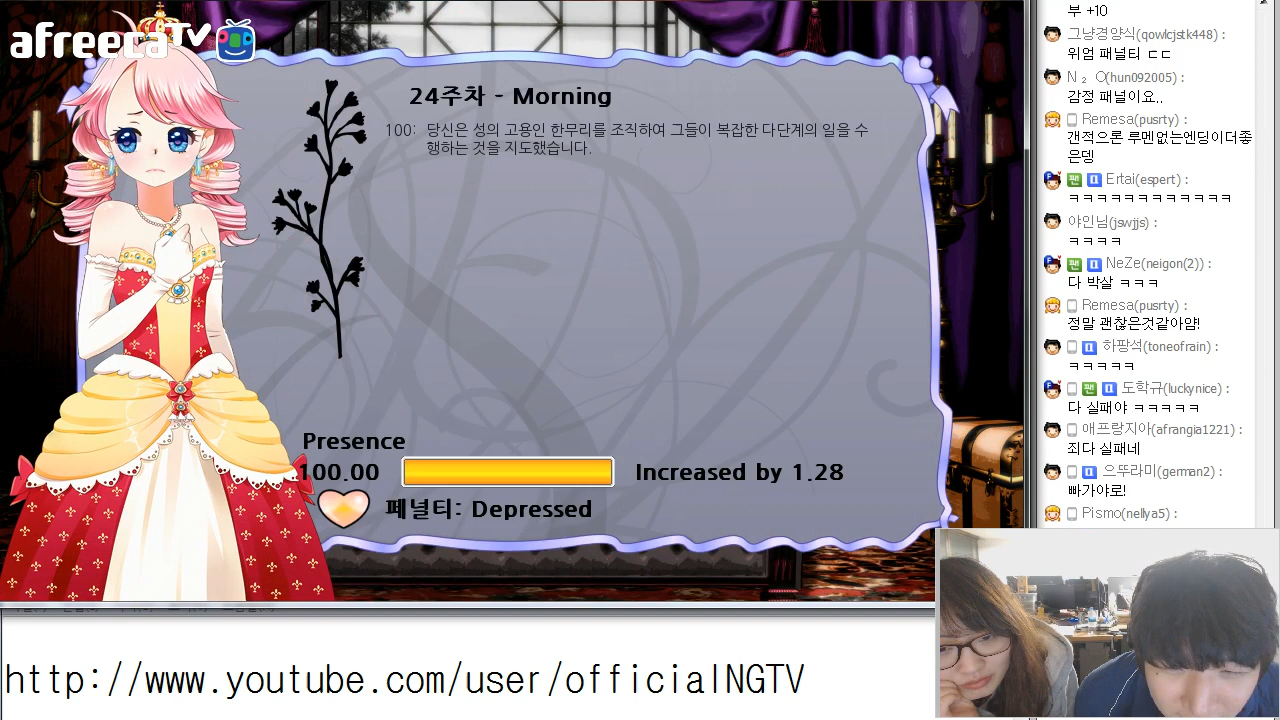 afreecaTV
24주차 - Morning
100: 당신은 성의 고용인 한무리를 조직하여 그들이 복잡한 다단계의 일을 수
행하는 것을 지도했습니다.
Presence
100.00
Increased by 1.28
페널티: Depressed
부 +10
그냥경양식(qowlcjstk448) :
위엄 패널티 ㄷㄷ
N ₂ O(hun092005) :
감정 패널이요..
Remesa(pusrty) :
갠적으론 루멘없는엔딩이더좋
은뎅
팬 Ertai(espert) :
ㅋㅋㅋㅋㅋㅋㅋㅋㅋㅋㅋㅋ
야인님(jswjjs) :
ㅋㅋㅋㅋ
팬 NeZe(neigon(2)) :
다 박살 ㅋㅋㅋ
Remesa(pusrty) :
정말 괜찮은것같아얌!
하팡석(toneofrain) :
ㅋㅋㅋㅋㅋ
팬 도학규(luckynice) :
다 실패야 ㅋㅋㅋㅋㅋ
애프랑지아(afrangia1221) :
죄다 실패네
으뚜라미(german2) :
빠가야로!
Pismo(nellya5) :
http://www.youtube.com/user/officialNGTV